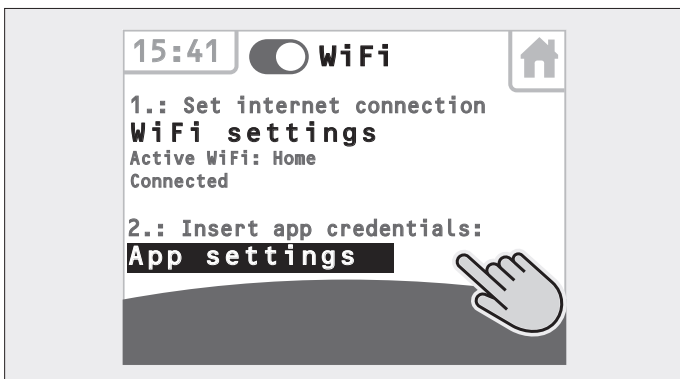 15:41 WiFi
1.: Set internet connection
WiFi settings
Active WiFi: Home
Connected
2.: Insert app credentials:
App settings